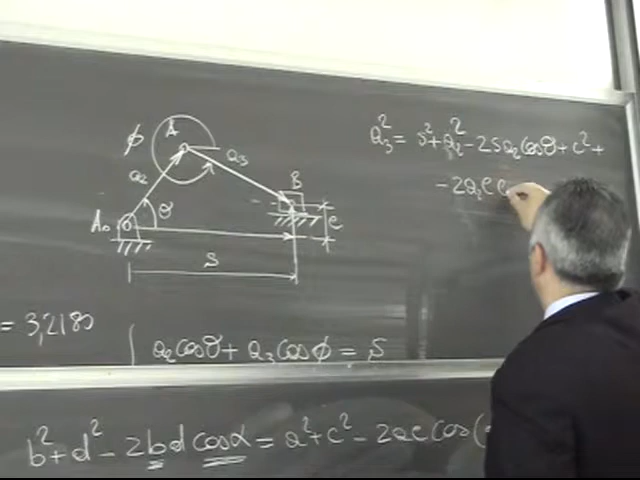 a₃² = s² + a₂² - 2sa₂cosθ + c² +
- 2a₂e
ϕ
A
a₂
a₃
B
A₀
θ
e
s
= 3,2180
a₂cosθ + a₃cosϕ = s
b² + d² - 2bd cosα = a² + c² - 2ac cos(